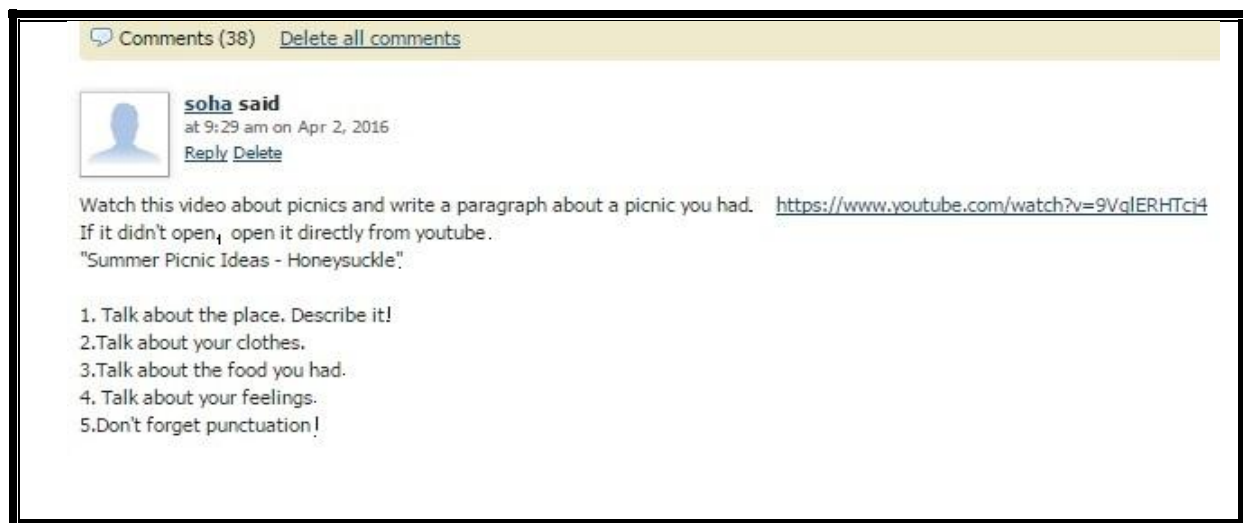 Comments (38) Delete all comments
soha said
at 9:29 am on Apr 2, 2016
Reply Delete
Watch this video about picnics and write a paragraph about a picnic you had. https://www.youtube.com/watch?v=9VqlERHTcj4
If it didn't open, open it directly from youtube.
"Summer Picnic Ideas - Honeysuckle".
1. Talk about the place. Describe it!
2.Talk about your clothes.
3.Talk about the food you had.
4. Talk about your feelings.
5.Don't forget punctuation!